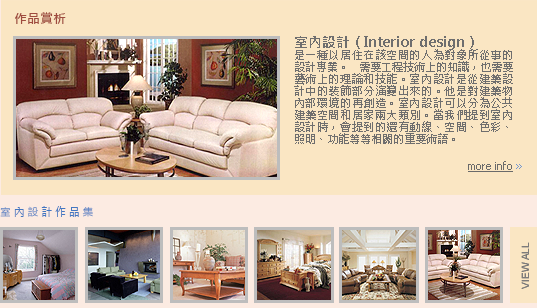 作品賞析
室內設計 ( Interior design )
是一種以居住在該空間的人為對象所從事的
設計專業。 需要工程技術上的知識，也需要
藝術上的理論和技能。室內設計是從建築設
計中的裝飾部分演變出來的。他是對建築物
內部環境的再創造。室內設計可以分為公共
建築空間和居家兩大類別。當我們提到室內
設計時，會提到的還有動線、空間、色彩、
照明、功能等等相關的重要術語。
more info »
室內設計作品集
VIEW ALL